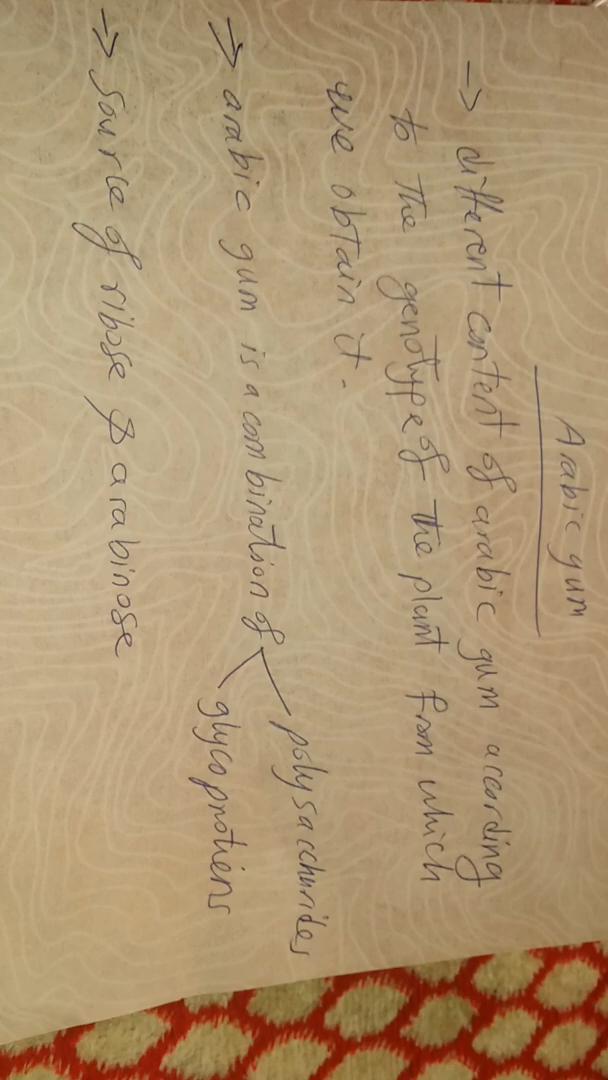 Arabic gum
-> different content of arabic gum according
to the genotype of the plant from which
we obtain it.
-> arabic gum is a combination of
polysaccharides
glycoprotiens
-> Source of ribose & arabinose